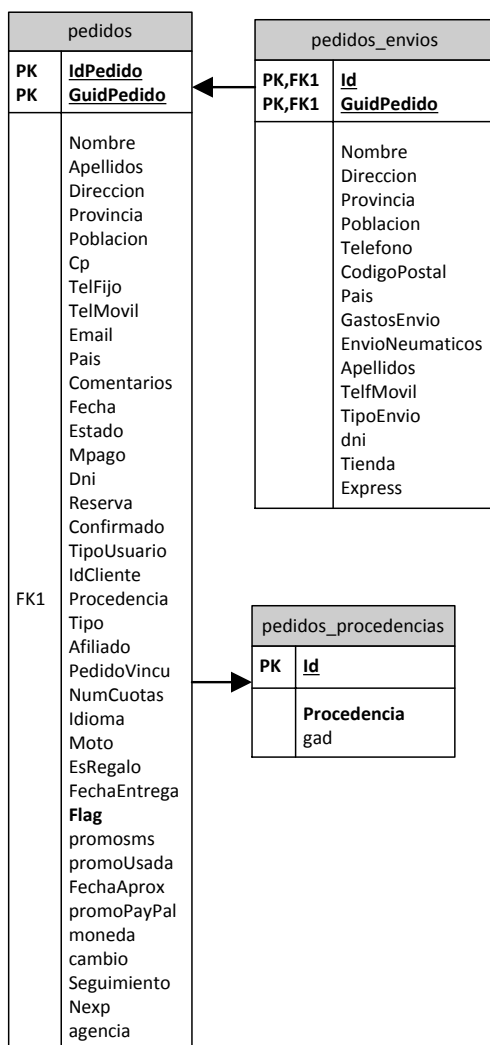 pedidos
PK IdPedido
PK GuidPedido
Nombre
Apellidos
Direccion
Provincia
Poblacion
Cp
TelFijo
TelMovil
Email
Pais
Comentarios
Fecha
Estado
Mpago
Dni
Reserva
Confirmado
TipoUsuario
IdCliente
FK1 Procedencia
Tipo
Afiliado
PedidoVincu
NumCuotas
Idioma
Moto
EsRegalo
FechaEntrega
Flag
promosms
promoUsada
FechaAprox
promoPayPal
moneda
cambio
Seguimiento
Nexp
agencia
pedidos_envios
PK,FK1 Id
PK,FK1 GuidPedido
Nombre
Direccion
Provincia
Poblacion
Telefono
CodigoPostal
Pais
GastosEnvio
EnvioNeumaticos
Apellidos
TelfMovil
TipoEnvio
dni
Tienda
Express
pedidos_procedencias
PK Id
Procedencia
gad